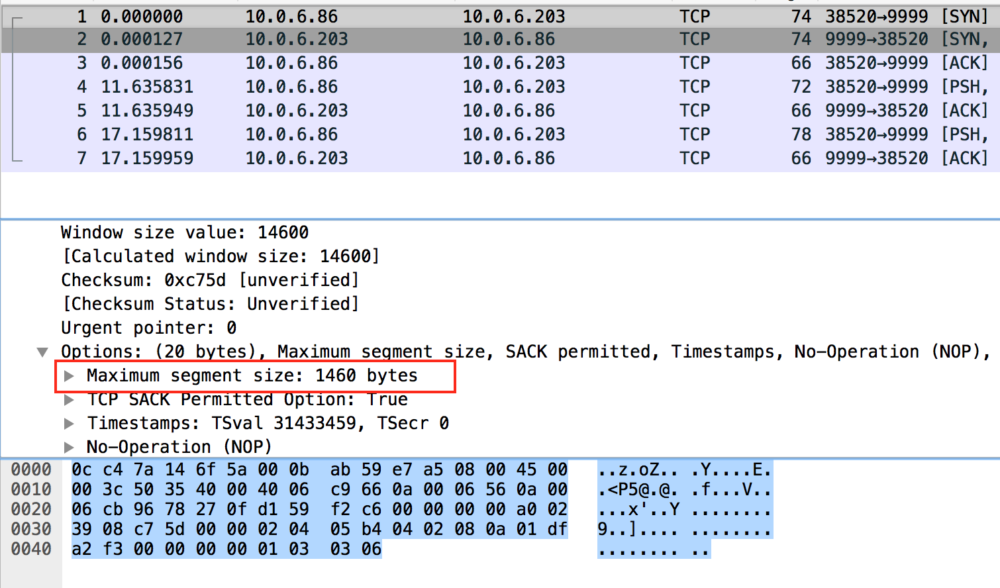 1 0.000000 10.0.6.86 10.0.6.203 TCP 74 38520→9999 [SYN]
2 0.000127 10.0.6.203 10.0.6.86 TCP 74 9999→38520 [SYN,
3 0.000156 10.0.6.86 10.0.6.203 TCP 66 38520→9999 [ACK]
4 11.635831 10.0.6.86 10.0.6.203 TCP 72 38520→9999 [PSH,
5 11.635949 10.0.6.203 10.0.6.86 TCP 66 9999→38520 [ACK]
6 17.159811 10.0.6.86 10.0.6.203 TCP 78 38520→9999 [PSH,
7 17.159959 10.0.6.203 10.0.6.86 TCP 66 9999→38520 [ACK]
Window size value: 14600
[Calculated window size: 14600]
Checksum: 0xc75d [unverified]
[Checksum Status: Unverified]
Urgent pointer: 0
Options: (20 bytes), Maximum segment size, SACK permitted, Timestamps, No-Operation (NOP),
Maximum segment size: 1460 bytes
TCP SACK Permitted Option: True
Timestamps: TSval 31433459, TSecr 0
No-Operation (NOP)
0000 0c c4 7a 14 6f 5a 00 0b ab 59 e7 a5 08 00 45 00 ..z.oZ.. .Y....E.
0010 00 3c 50 35 40 00 40 06 c9 66 0a 00 06 56 0a 00 .<P5@.@. .f...V..
0020 06 cb 96 78 27 0f d1 59 f2 c6 00 00 00 00 a0 02 ...x'..Y ........
0030 39 08 c7 5d 00 00 02 04 05 b4 04 02 08 0a 01 df 9..].... ........
0040 a2 f3 00 00 00 00 01 03 03 06 ........ ..